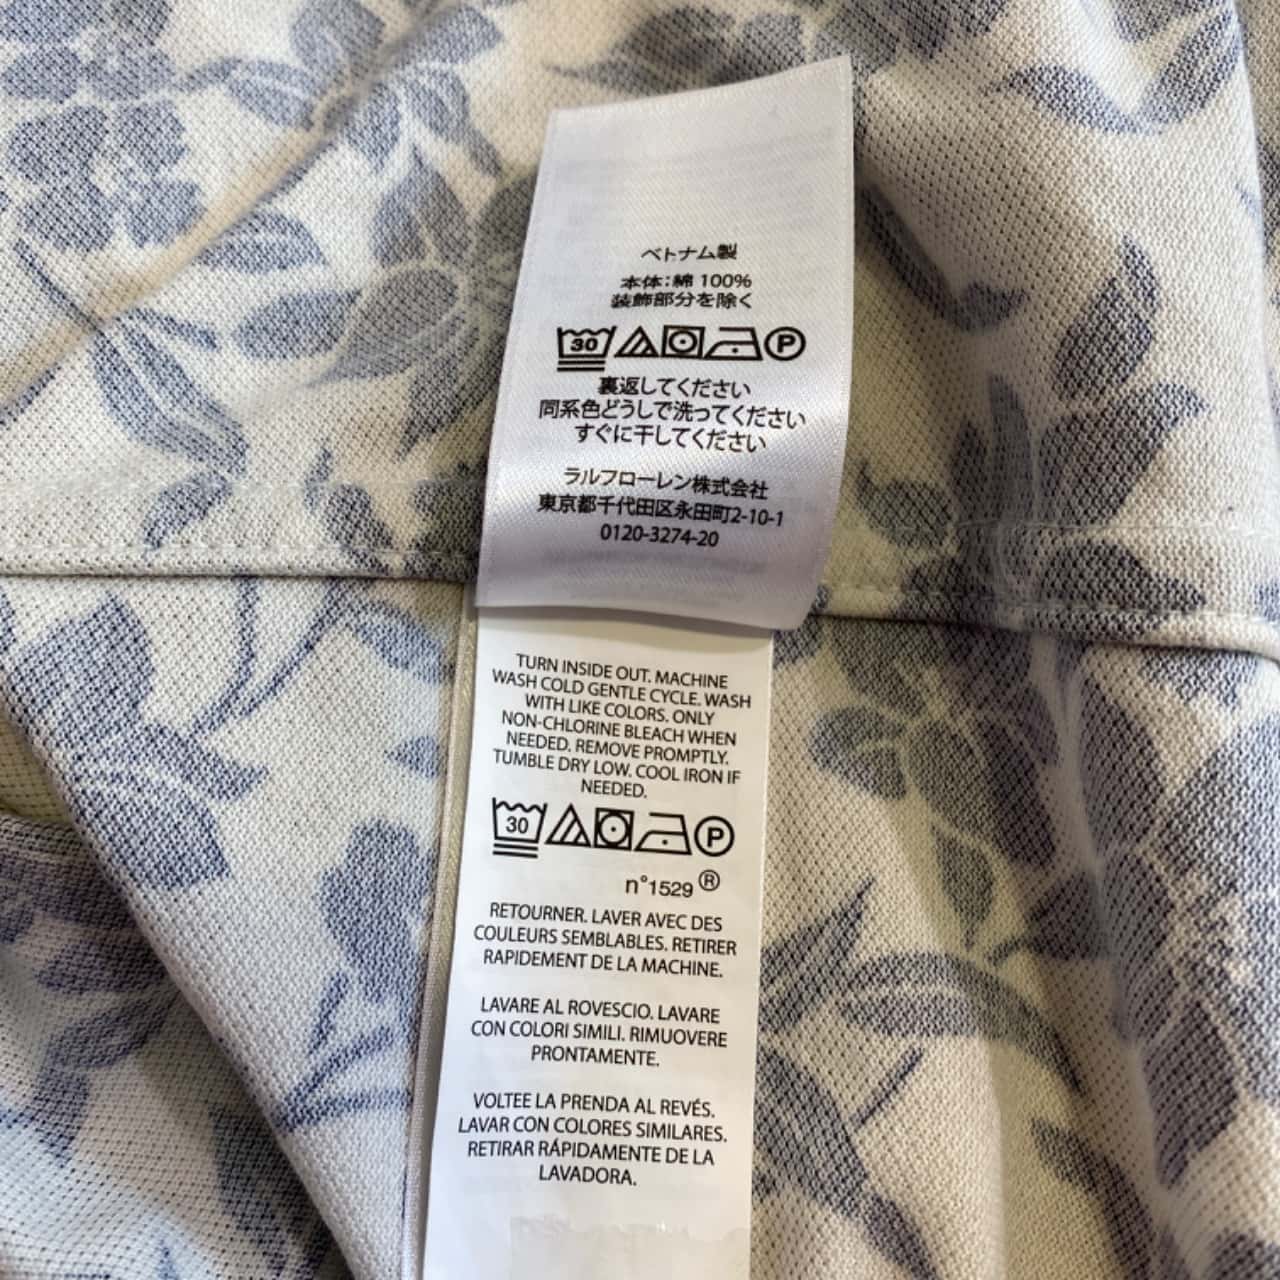 ベトナム製
本体:綿 100%
装飾部分を除く
30 P
裏返してください
同系色どうしで洗ってください
すぐに干してください
ラルフローレン株式会社
東京都千代田区永田町2-10-1
0120-3274-20
TURN INSIDE OUT. MACHINE
WASH COLD GENTLE CYCLE. WASH
WITH LIKE COLORS. ONLY
NON-CHLORINE BLEACH WHEN
NEEDED. REMOVE PROMPTLY.
TUMBLE DRY LOW. COOL IRON IF
NEEDED.
30 P
n°1529 ®
RETOURNER. LAVER AVEC DES
COULEURS SEMBLABLES. RETIRER
RAPIDEMENT DE LA MACHINE.
LAVARE AL ROVESCIO. LAVARE
CON COLORI SIMILI. RIMUOVERE
PRONTAMENTE.
VOLTEE LA PRENDA AL REVÉS.
LAVAR CON COLORES SIMILARES.
RETIRAR RÁPIDAMENTE DE LA
LAVADORA.